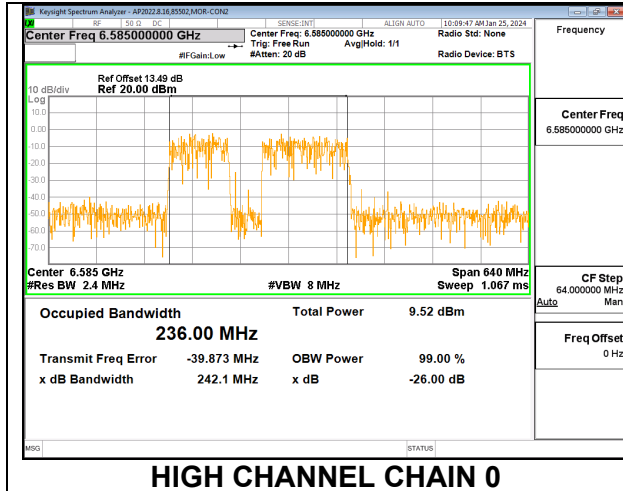 Keysight Spectrum Analyzer - AP2022.8.16,85502,MOR-CON2
RF 50 Ω DC SENSE:INT ALIGN AUTO 10:09:47 AM Jan 25, 2024
Center Freq 6.585000000 GHz
Center Freq: 6.585000000 GHz
Radio Std: None
Trig: Free Run Avg|Hold: 1/1
#IFGain:Low #Atten: 20 dB Radio Device: BTS
Frequency
Ref Offset 13.49 dB
10 dB/div Ref 20.00 dBm
Log
10.0
0.00
-10.0
-20.0
-30.0
-40.0
-50.0
-60.0
-70.0
Center 6.585 GHz Span 640 MHz
#Res BW 2.4 MHz #VBW 8 MHz Sweep 1.067 ms
Occupied Bandwidth Total Power 9.52 dBm
236.00 MHz
Transmit Freq Error -39.873 MHz OBW Power 99.00 %
x dB Bandwidth 242.1 MHz x dB -26.00 dB
Center Freq
6.585000000 GHz
CF Step
64.000000 MHz
Auto Man
Freq Offset
0 Hz
MSG STATUS
HIGH CHANNEL CHAIN 0